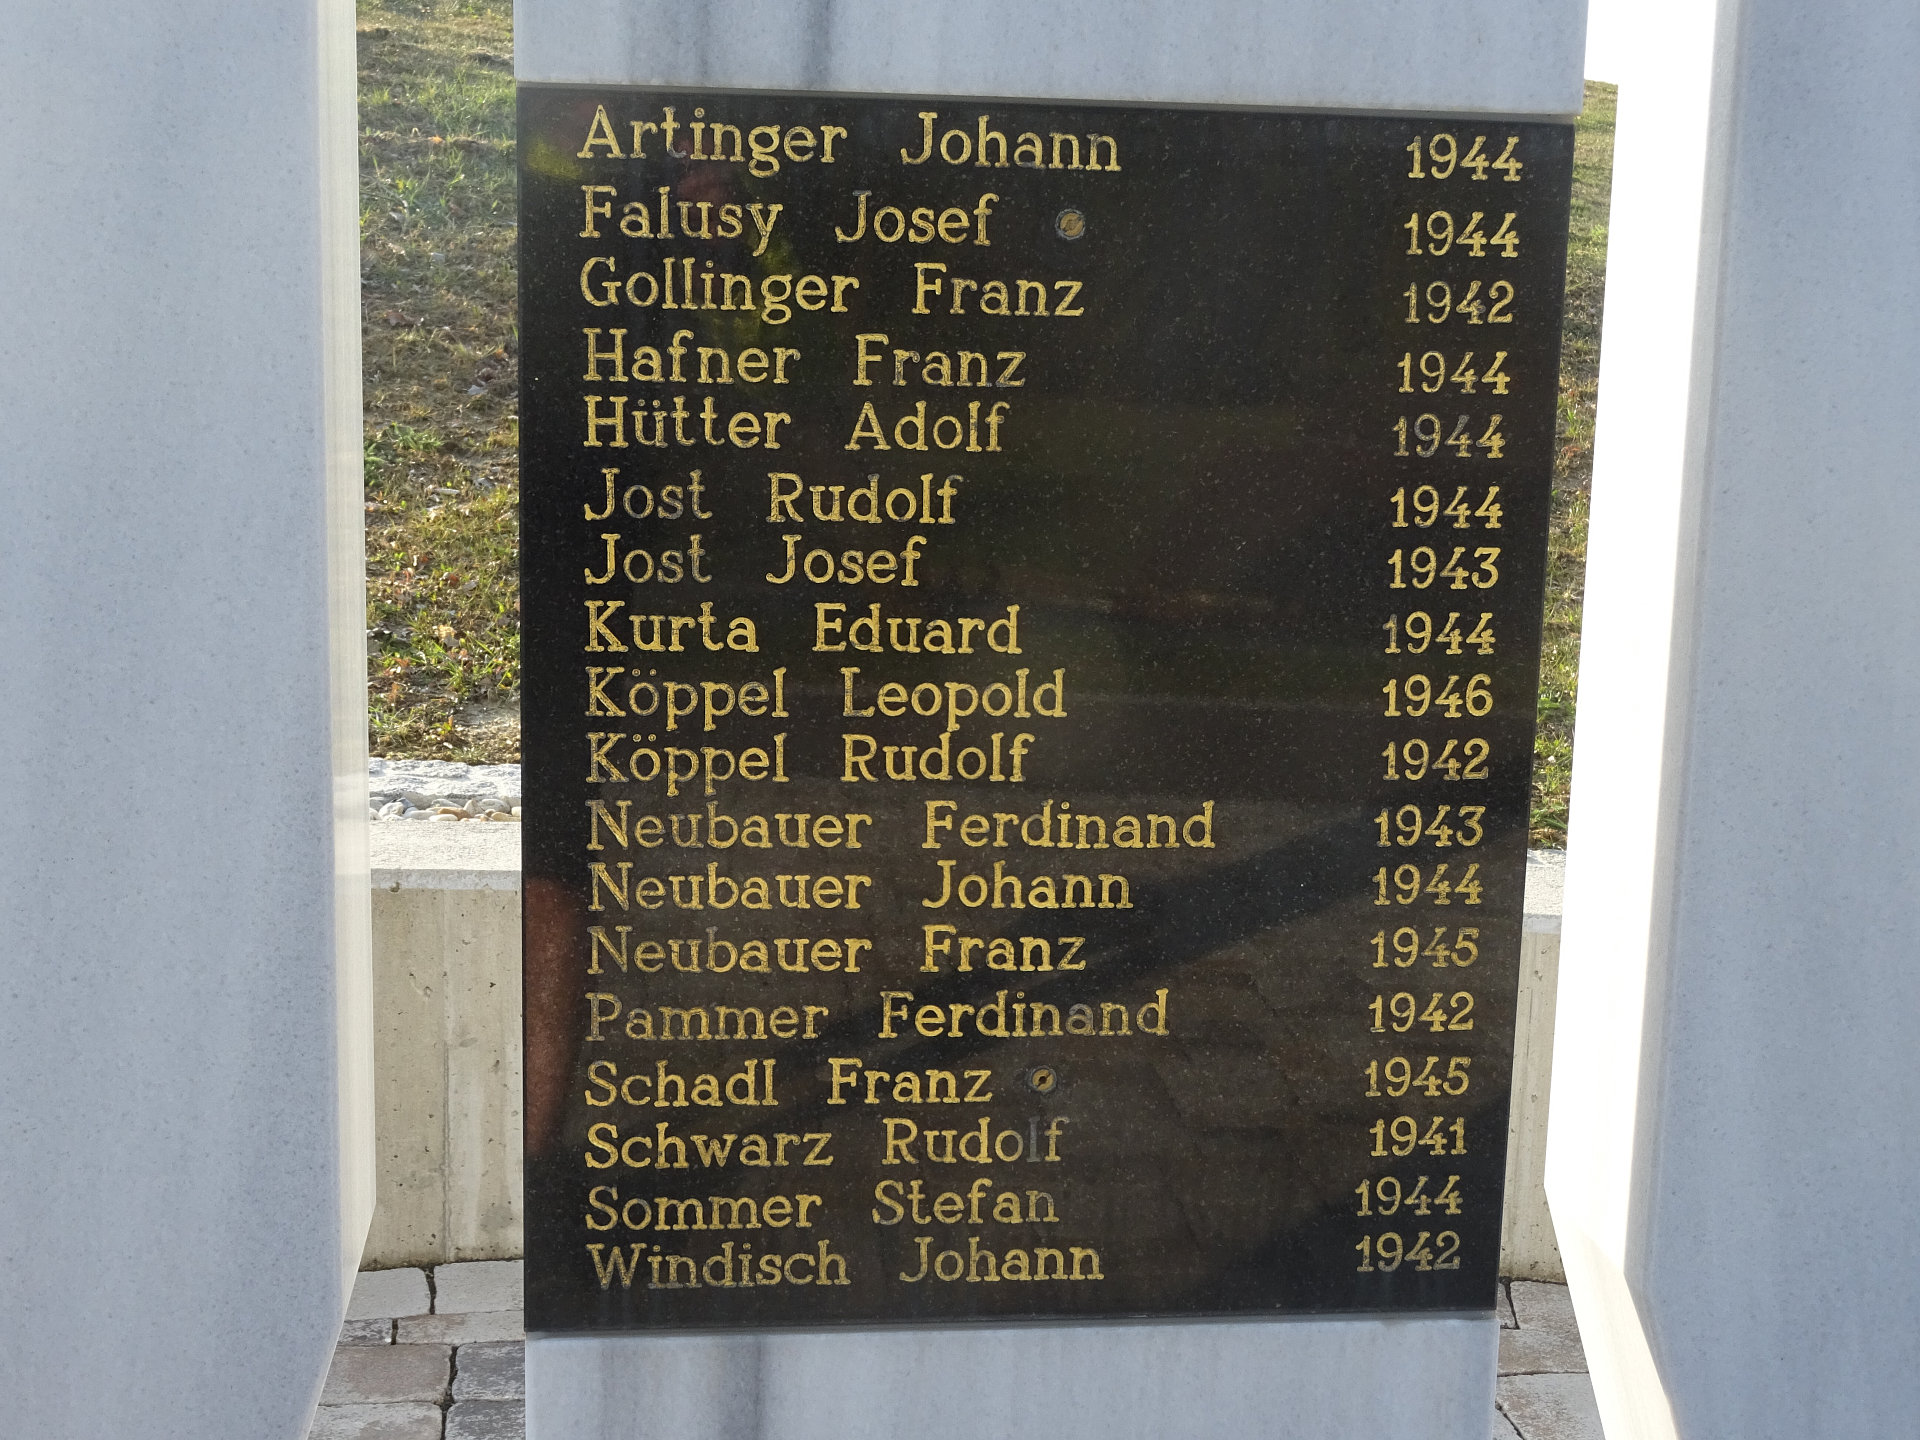 Artinger Johann 1944
Falusy Josef 1944
Gollinger Franz 1942
Hafner Franz 1944
Hütter Adolf 1944
Jost Rudolf 1944
Jost Josef 1943
Kurta Eduard 1944
Köppel Leopold 1946
Köppel Rudolf 1942
Neubauer Ferdinand 1943
Neubauer Johann 1944
Neubauer Franz 1945
Pammer Ferdinand 1942
Schadl Franz 1945
Schwarz Rudolf 1941
Sommer Stefan 1944
Windisch Johann 1942